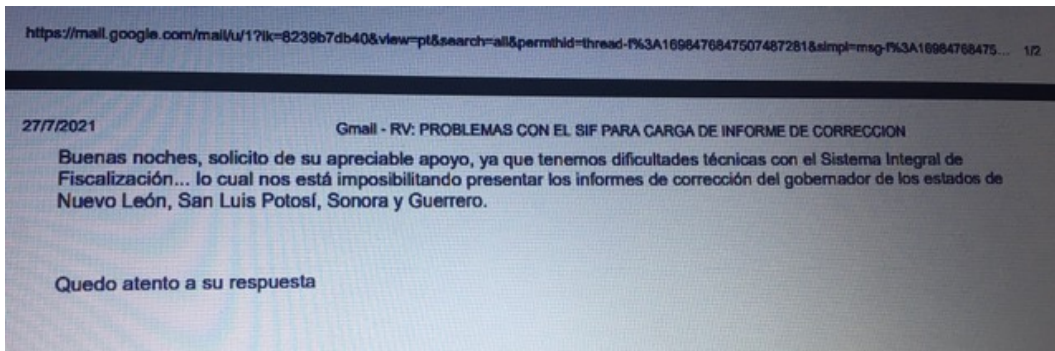 https://mail.google.com/mail/u/1?ik=8239b7db40&view=pt&search=all&permthid=thread-f%3A1698476847507487281&simpl=msg-f%3A16984768475... 1/2
27/7/2021 Gmail - RV: PROBLEMAS CON EL SIF PARA CARGA DE INFORME DE CORRECCION
Buenas noches, solicito de su apreciable apoyo, ya que tenemos dificultades técnicas con el Sistema Integral de
Fiscalización... lo cual nos está imposibilitando presentar los informes de corrección del gobernador de los estados de
Nuevo León, San Luis Potosí, Sonora y Guerrero.
Quedo atento a su respuesta